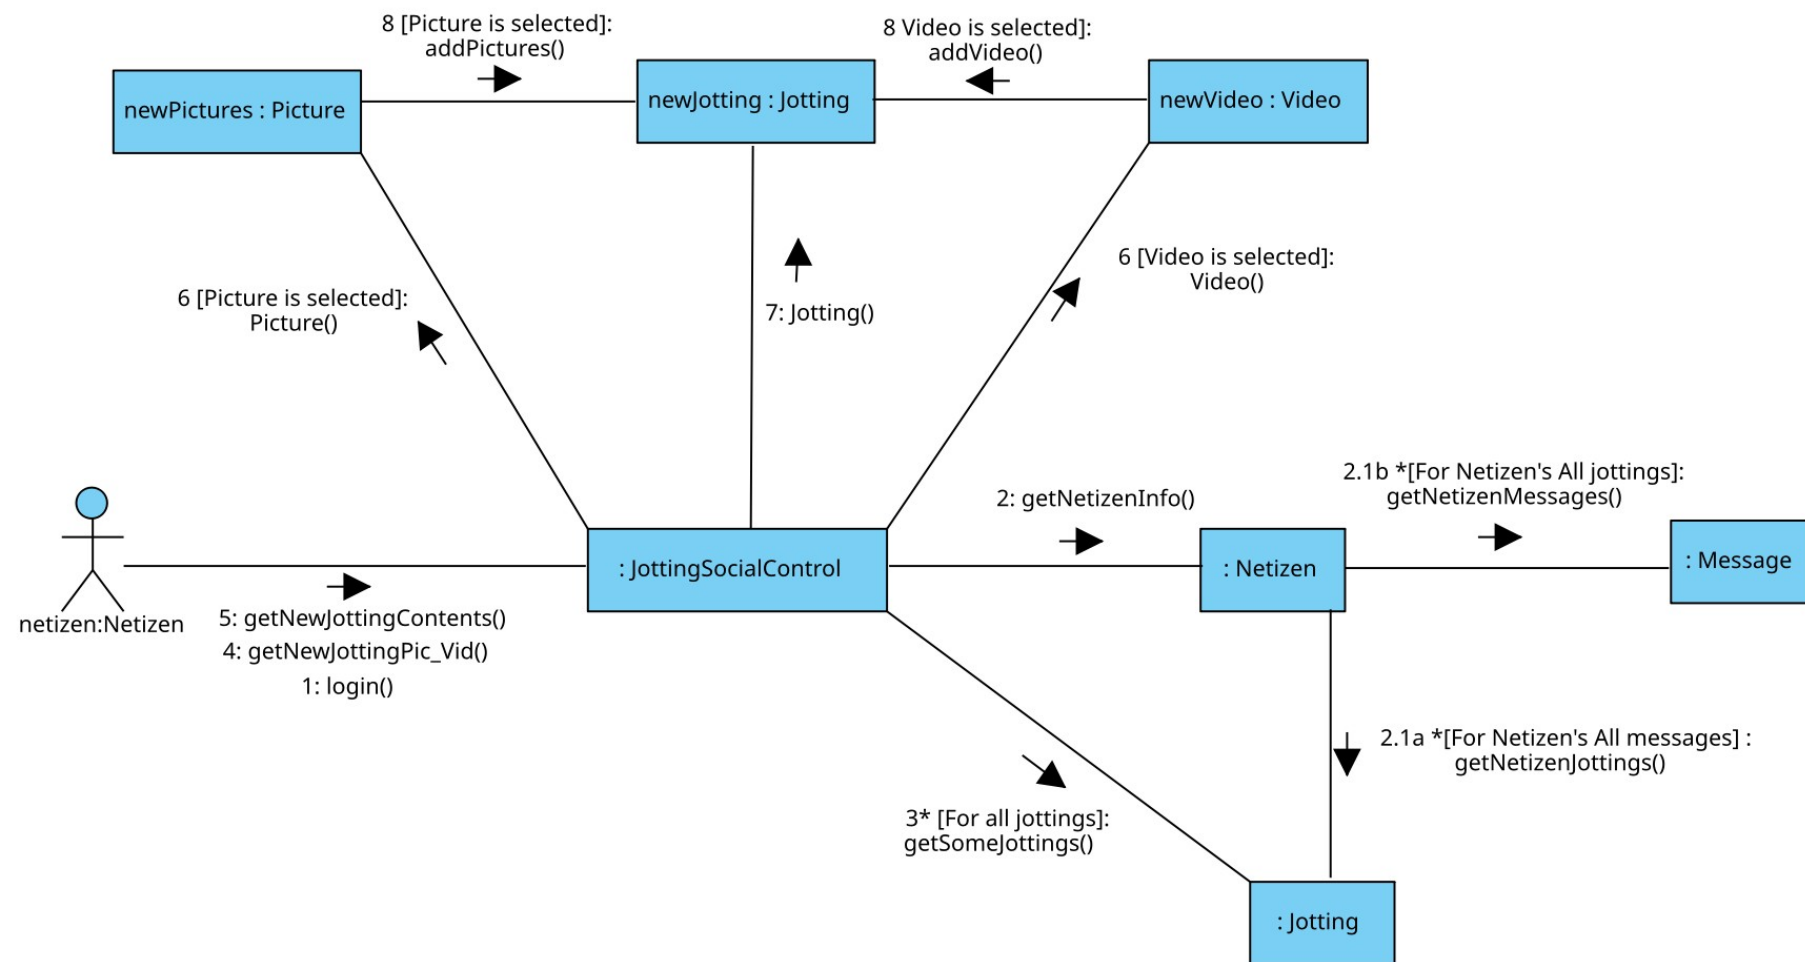 8 [Picture is selected]:
addPictures()
8 Video is selected]:
addVideo()
newPictures : Picture
newJotting : Jotting
newVideo : Video
6 [Picture is selected]:
Picture()
7: Jotting()
6 [Video is selected]:
Video()
netizen:Netizen
5: getNewJottingContents()
4: getNewJottingPic_Vid()
1: login()
: JottingSocialControl
2: getNetizenInfo()
: Netizen
2.1b *[For Netizen's All jottings]:
getNetizenMessages()
: Message
2.1a *[For Netizen's All messages] :
getNetizenJottings()
3* [For all jottings]:
getSomeJottings()
: Jotting